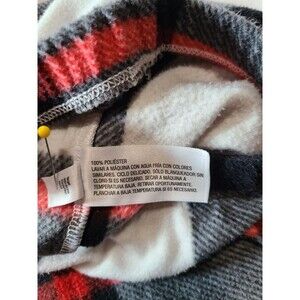 100% POLIÉSTER
LAVAR A MÁQUINA CON AGUA FRÍA CON COLORES
SIMILARES. CICLO DELICADO. SÓLO BLANQUEADOR SIN
CLORO SI ES NECESARIO. SECAR A MÁQUINA A
TEMPERATURA BAJA. RETIRAR OPORTUNAMENTE.
PLANCHAR A BAJA TEMPERATURA SI ES
NECESARIO.